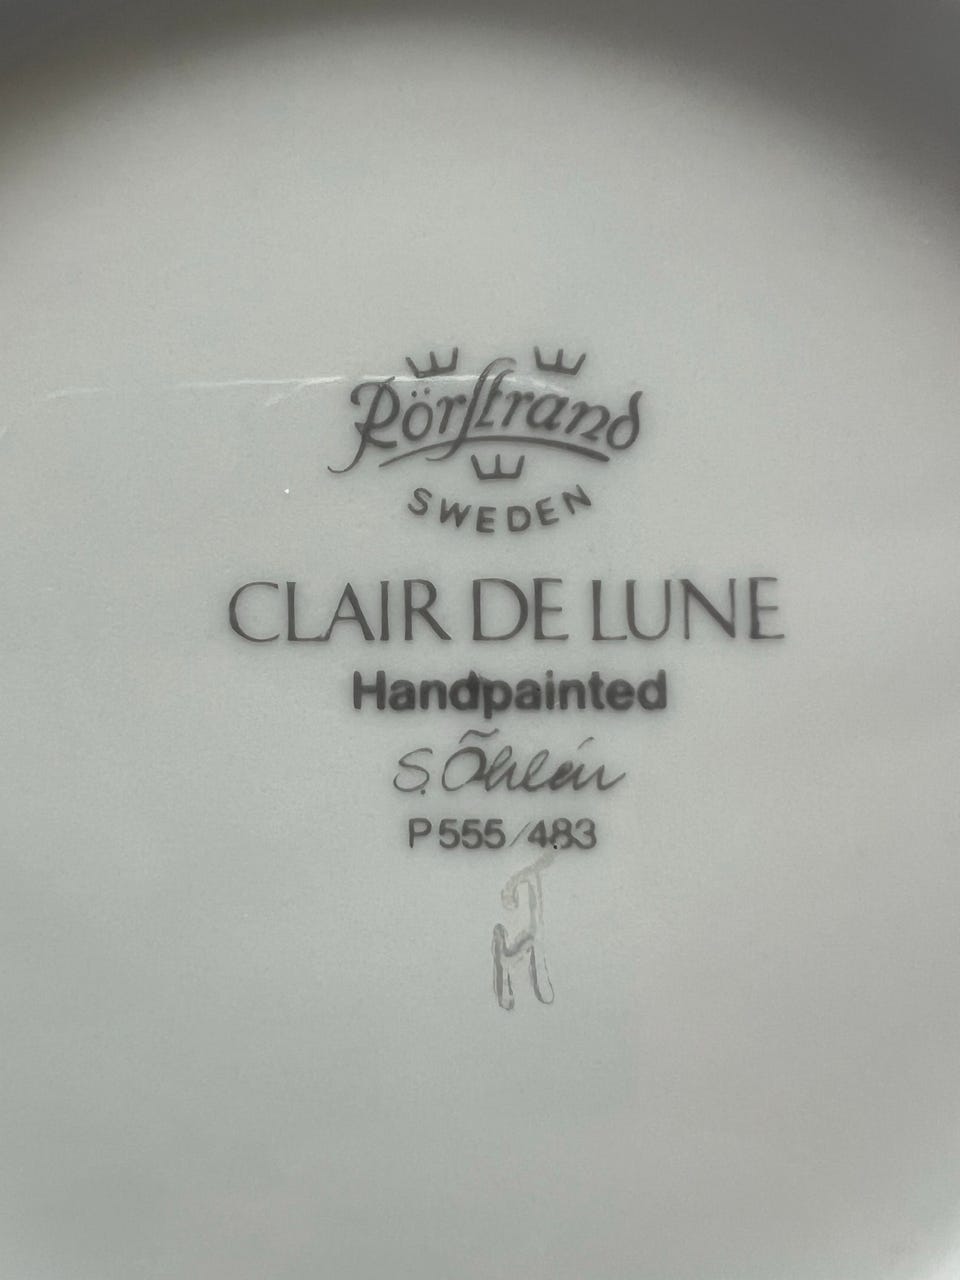 Rörstrand
SWEDEN
CLAIR DE LUNE
Handpainted
S. Öhlén
P555/483